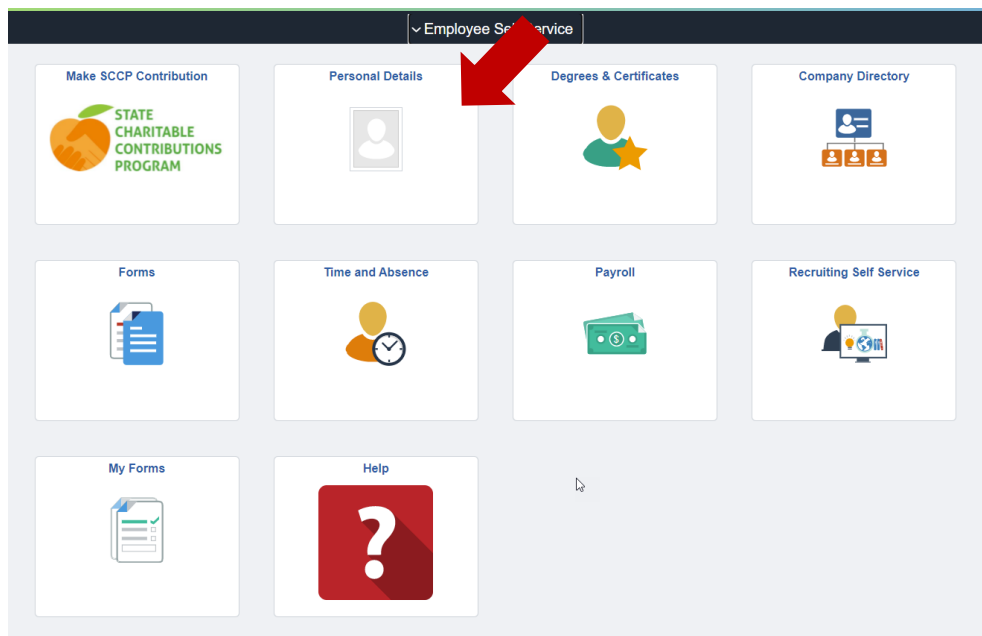 Employee Self Service
Make SCCP Contribution
Personal Details
Degrees & Certificates
Company Directory
STATE
CHARITABLE
CONTRIBUTIONS
PROGRAM
Forms
Time and Absence
Payroll
Recruiting Self Service
$
My Forms
Help
?